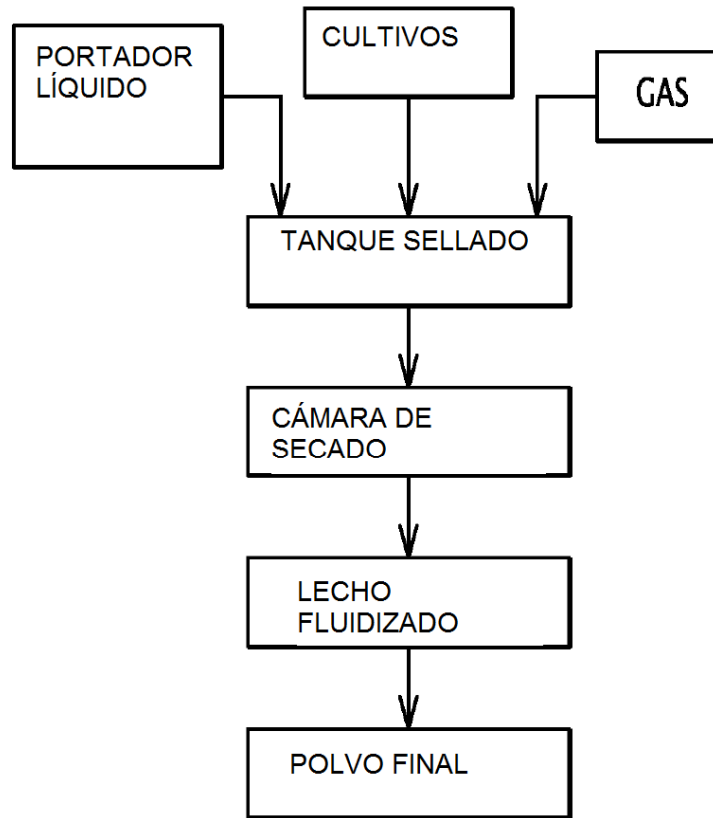 PORTADOR
LÍQUIDO
CULTIVOS
GAS
TANQUE SELLADO
CÁMARA DE
SECADO
LECHO
FLUIDIZADO
POLVO FINAL